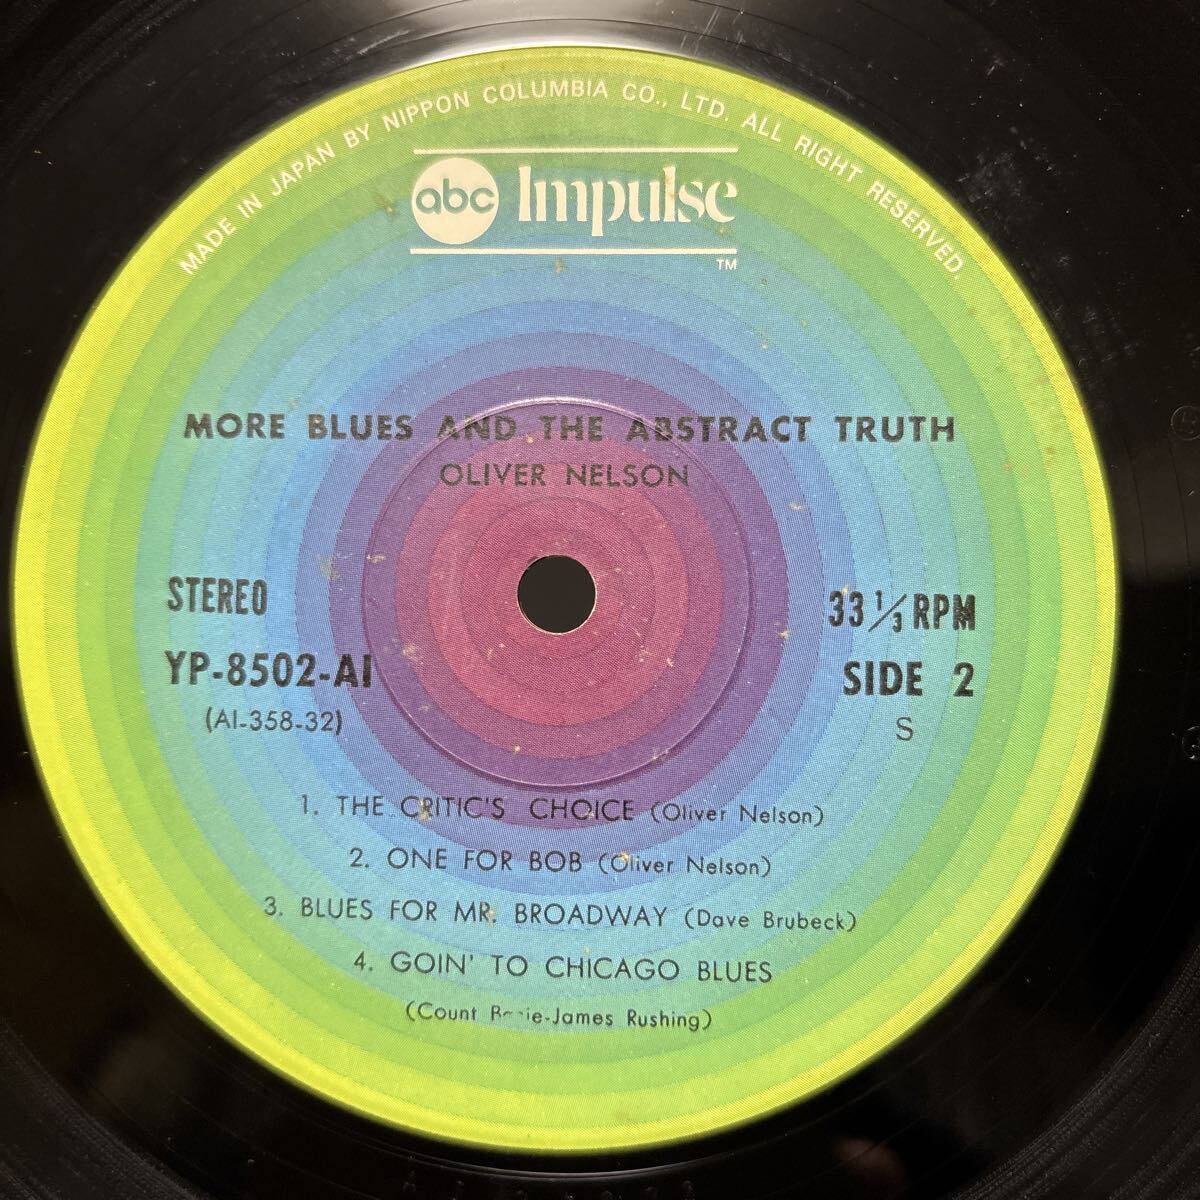 MADE IN JAPAN BY NIPPON COLUMBIA CO., LTD. ALL RIGHT RESERVED.
abc Impulse
TM
MORE BLUES AND THE ABSTRACT TRUTH
OLIVER NELSON
STEREO
33 1/3 RPM
YP-8502-AI
SIDE 2
(AI-358-32)
S
1. THE CRITIC'S CHOICE (Oliver Nelson)
2. ONE FOR BOB (Oliver Nelson)
3. BLUES FOR MR. BROADWAY (Dave Brubeck)
4. GOIN' TO CHICAGO BLUES
(Count James Rushing)